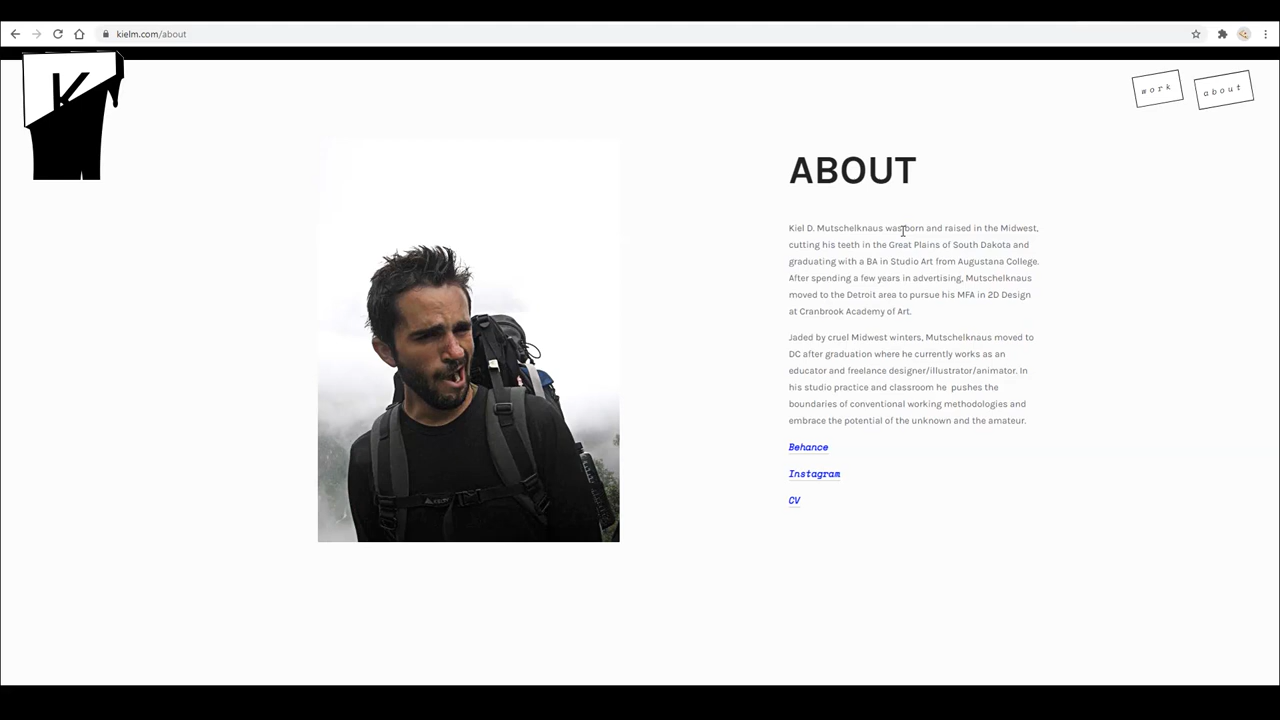 kielm.com/about
K
work
about
ABOUT
Kiel D. Mutschelknaus was born and raised in the Midwest,
cutting his teeth in the Great Plains of South Dakota and
graduating with a BA in Studio Art from Augustana College.
After spending a few years in advertising, Mutschelknaus
moved to the Detroit area to pursue his MFA in 2D Design
at Cranbrook Academy of Art.
Jaded by cruel Midwest winters, Mutschelknaus moved to
DC after graduation where he currently works as an
educator and freelance designer/illustrator/animator. In
his studio practice and classroom he pushes the
boundaries of conventional working methodologies and
embrace the potential of the unknown and the amateur.
Behance
Instagram
CV